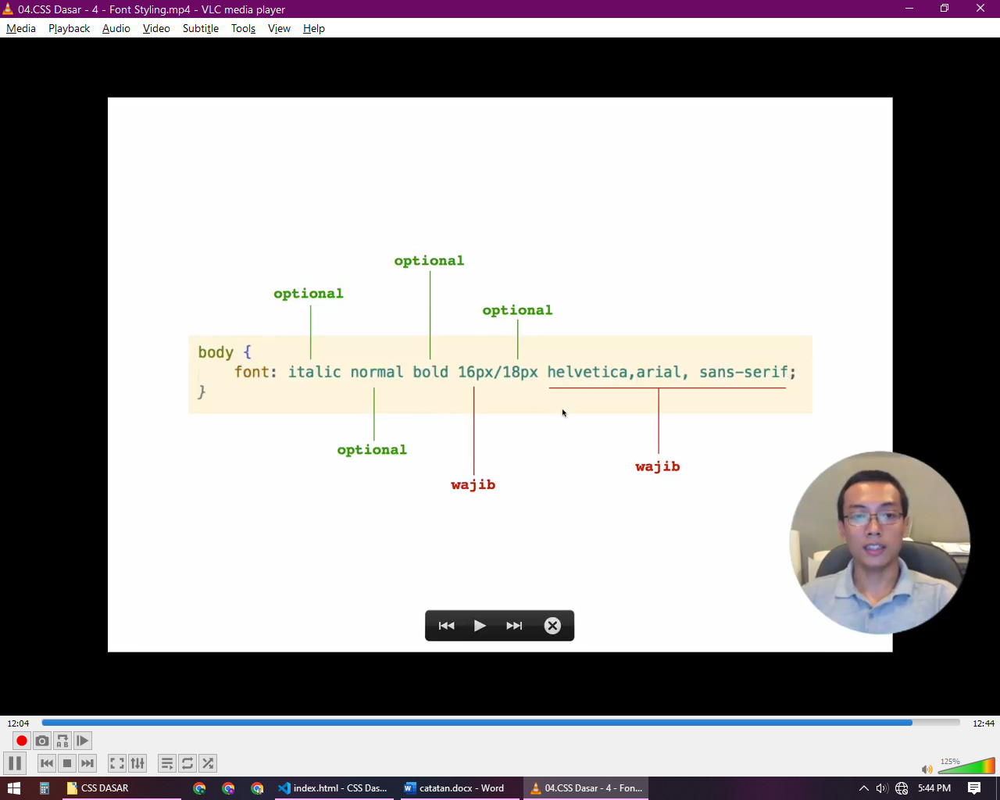 04.CSS Dasar - 4 - Font Styling.mp4 - VLC media player
Media Playback Audio Video Subtitle Tools View Help
optional
optional
optional
body {
font: italic normal bold 16px/18px helvetica,arial, sans-serif;
}
optional
wajib
wajib
12:04
12:44
A B
125%
CSS DASAR
index.html - CSS Das...
catatan.docx - Word
04.CSS Dasar - 4 - Fon...
5:44 PM